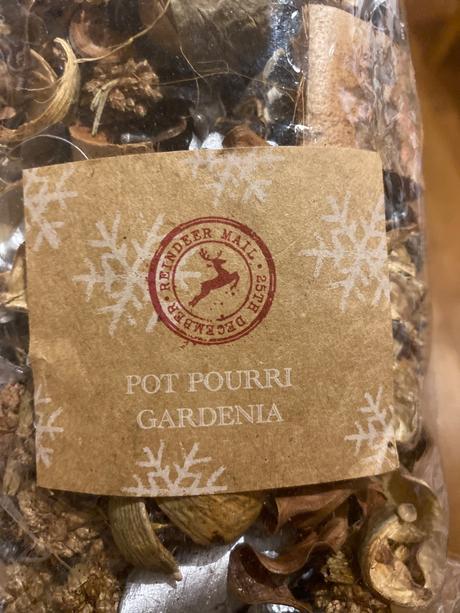 REINDEER MAIL • 25TH DECEMBER •
POT POURRI
GARDENIA